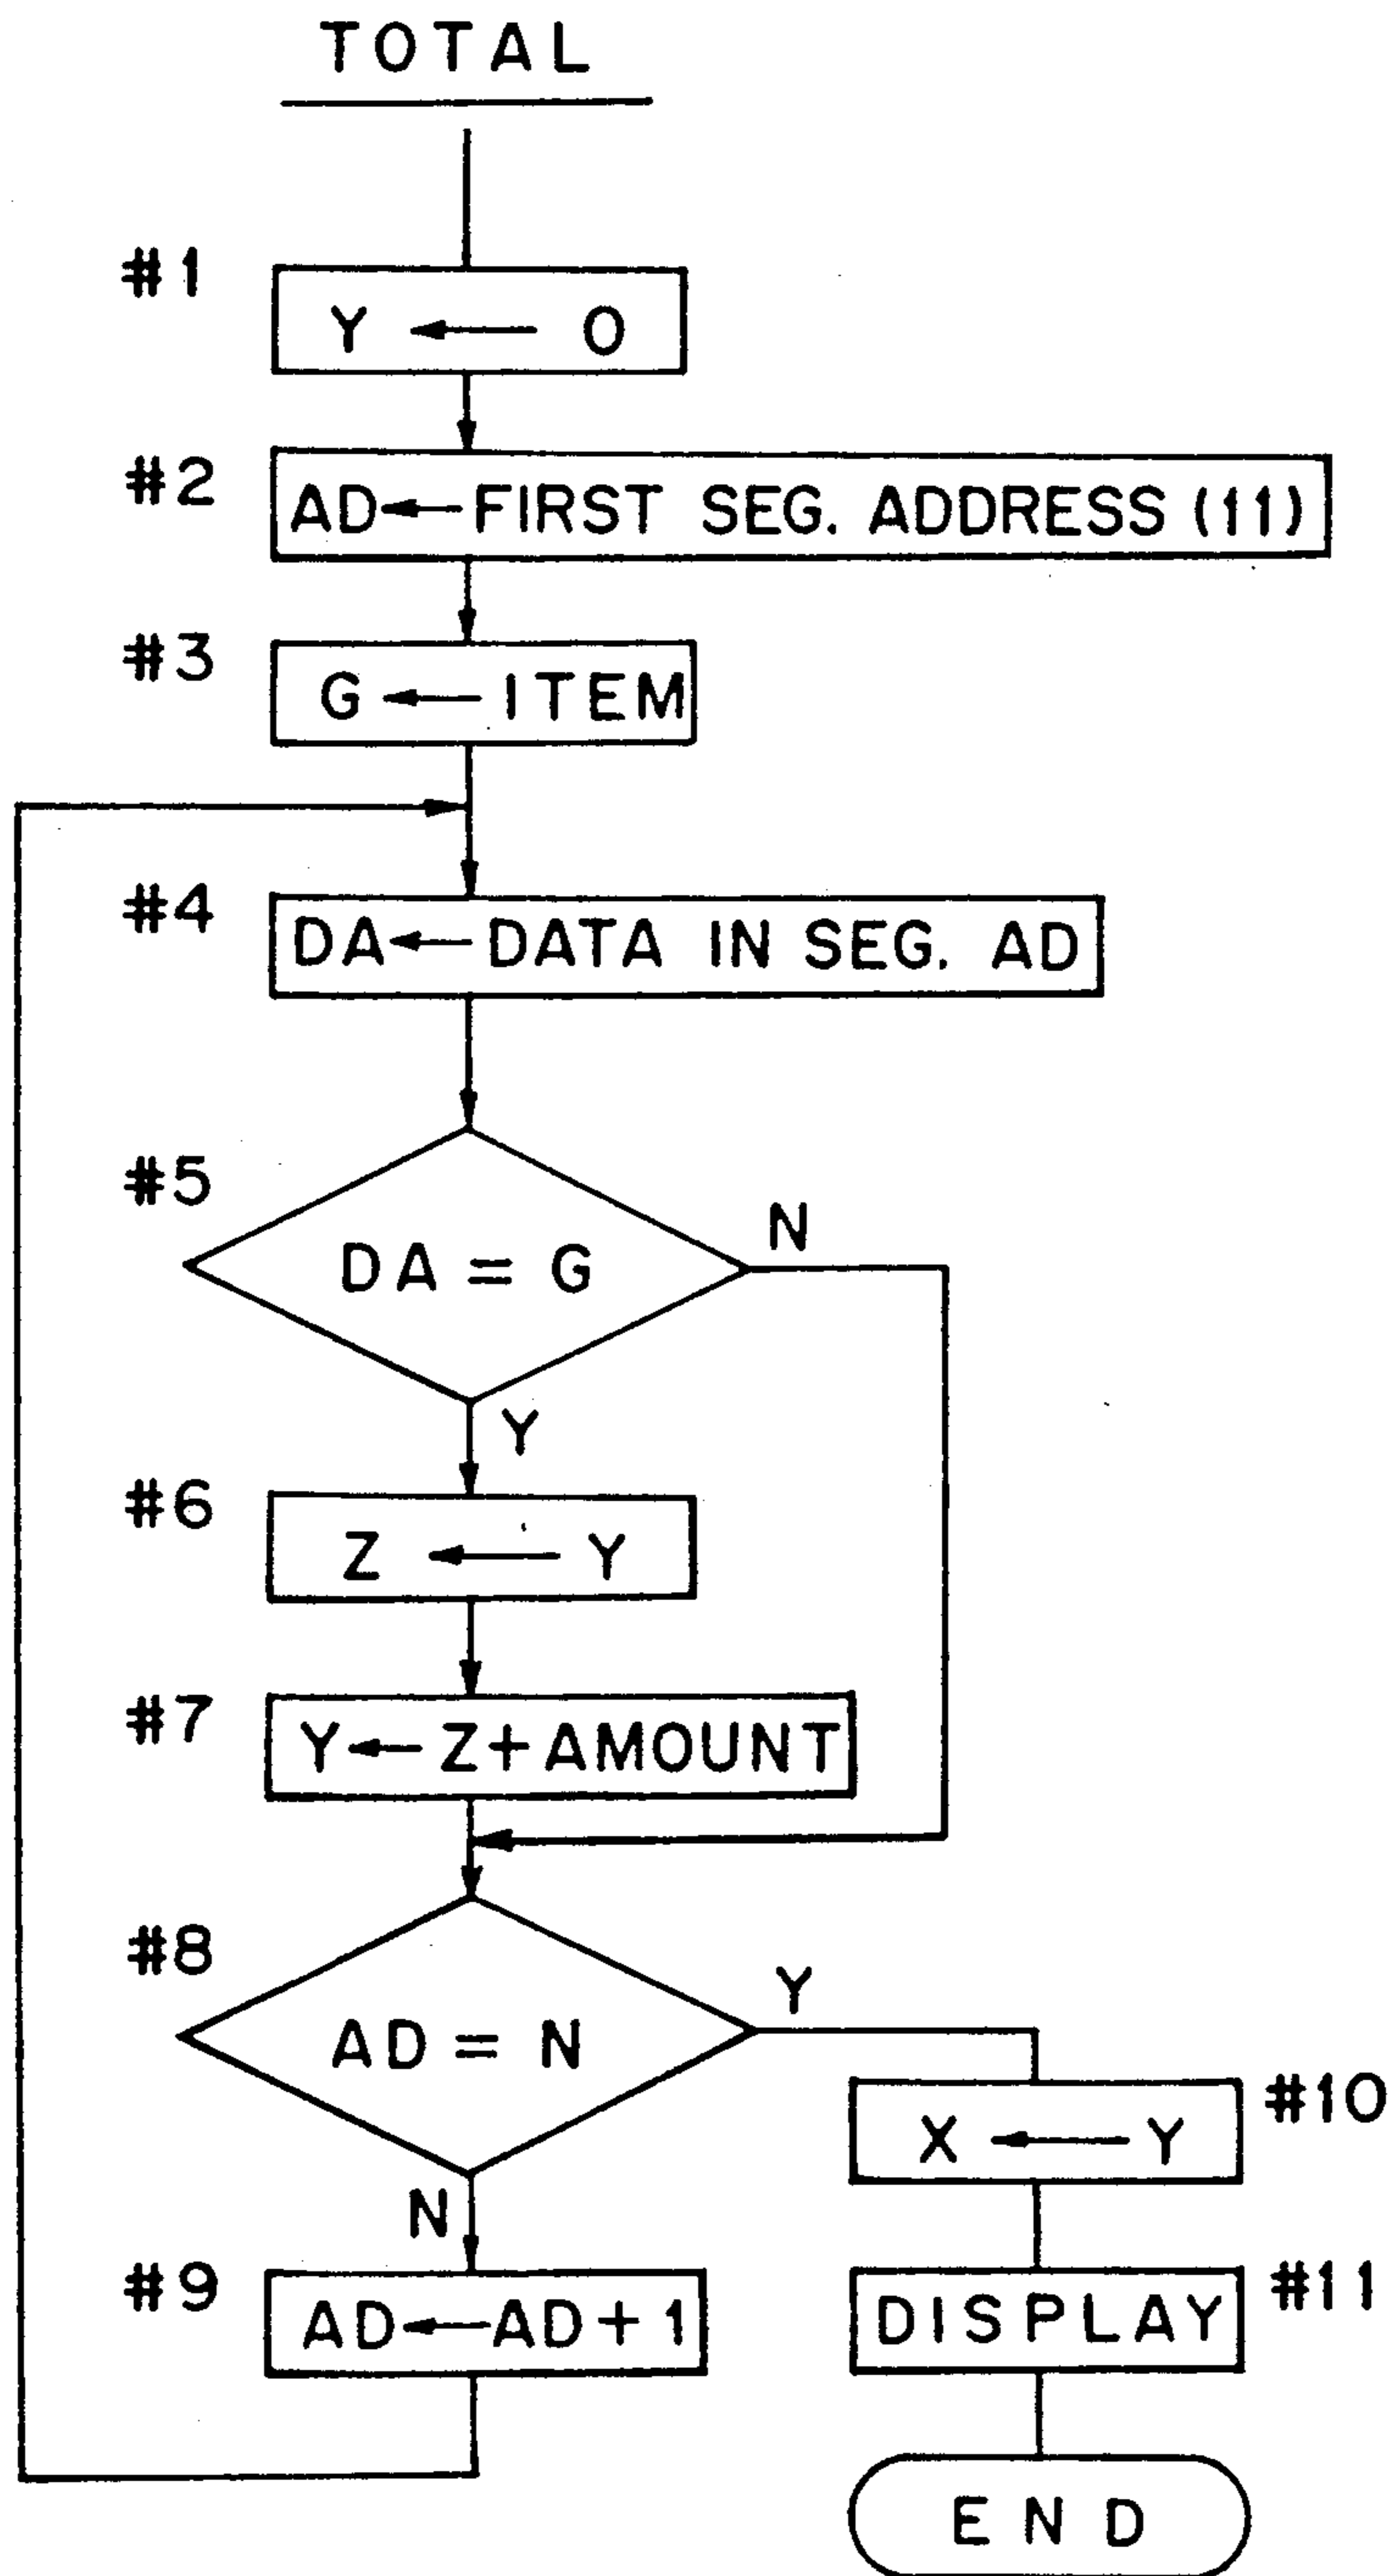 TOTAL
#1
Y ← 0
#2
AD←FIRST SEG. ADDRESS (11)
#3
G ← ITEM
#4
DA← DATA IN SEG. AD
#5
DA = G
N
Y
#6
Z ← Y
#7
Y← Z+AMOUNT
#8
AD = N
Y
N
#10
X ← Y
#9
AD←AD+1
#11
DISPLAY
END